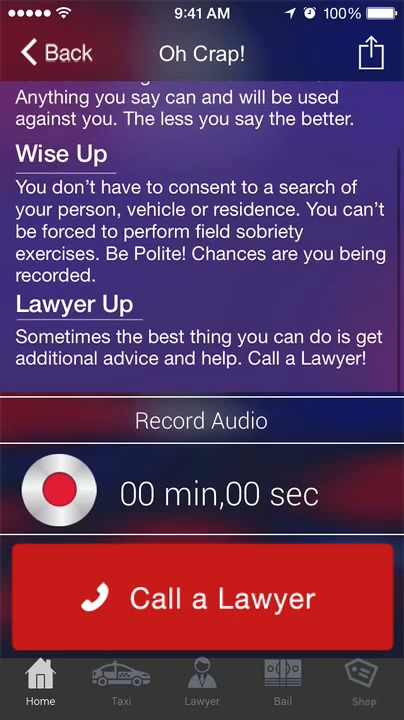 9:41 AM
100%
Back
Oh Crap!
Anything you say can and will be used
against you. The less you say the better.
Wise Up
You don't have to consent to a search of
your person, vehicle or residence. You can't
be forced to perform field sobriety
exercises. Be Polite! Chances are you being
recorded.
Lawyer Up
Sometimes the best thing you can do is get
additional advice and help. Call a Lawyer!
Record Audio
00 min,00 sec
Call a Lawyer
Home
Taxi
Lawyer
Bail
Shop